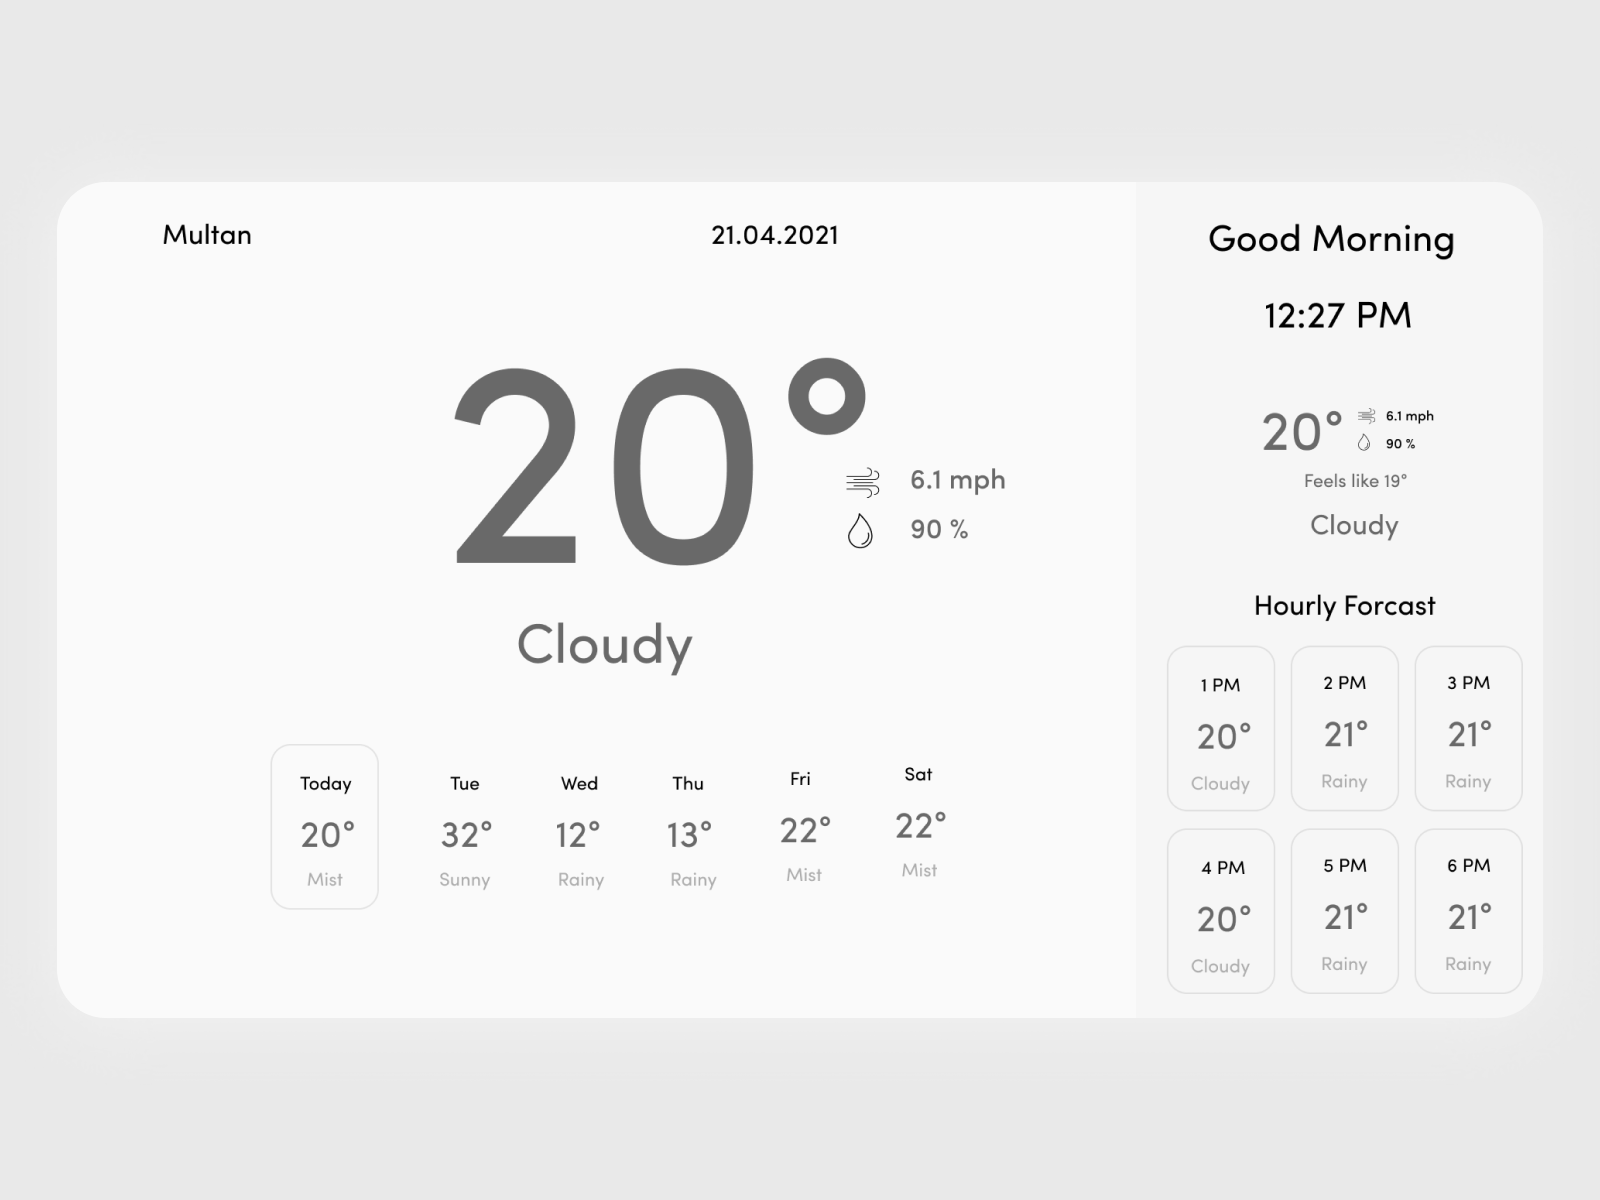 Multan
21.04.2021
20°
6.1 mph
90 %
Cloudy
Today
20°
Mist
Tue
32°
Sunny
Wed
12°
Rainy
Thu
13°
Rainy
Fri
22°
Mist
Sat
22°
Mist
Good Morning
12:27 PM
20°
6.1 mph
90 %
Feels like 19°
Cloudy
Hourly Forcast
1 PM
20°
Cloudy
2 PM
21°
Rainy
3 PM
21°
Rainy
4 PM
20°
Cloudy
5 PM
21°
Rainy
6 PM
21°
Rainy